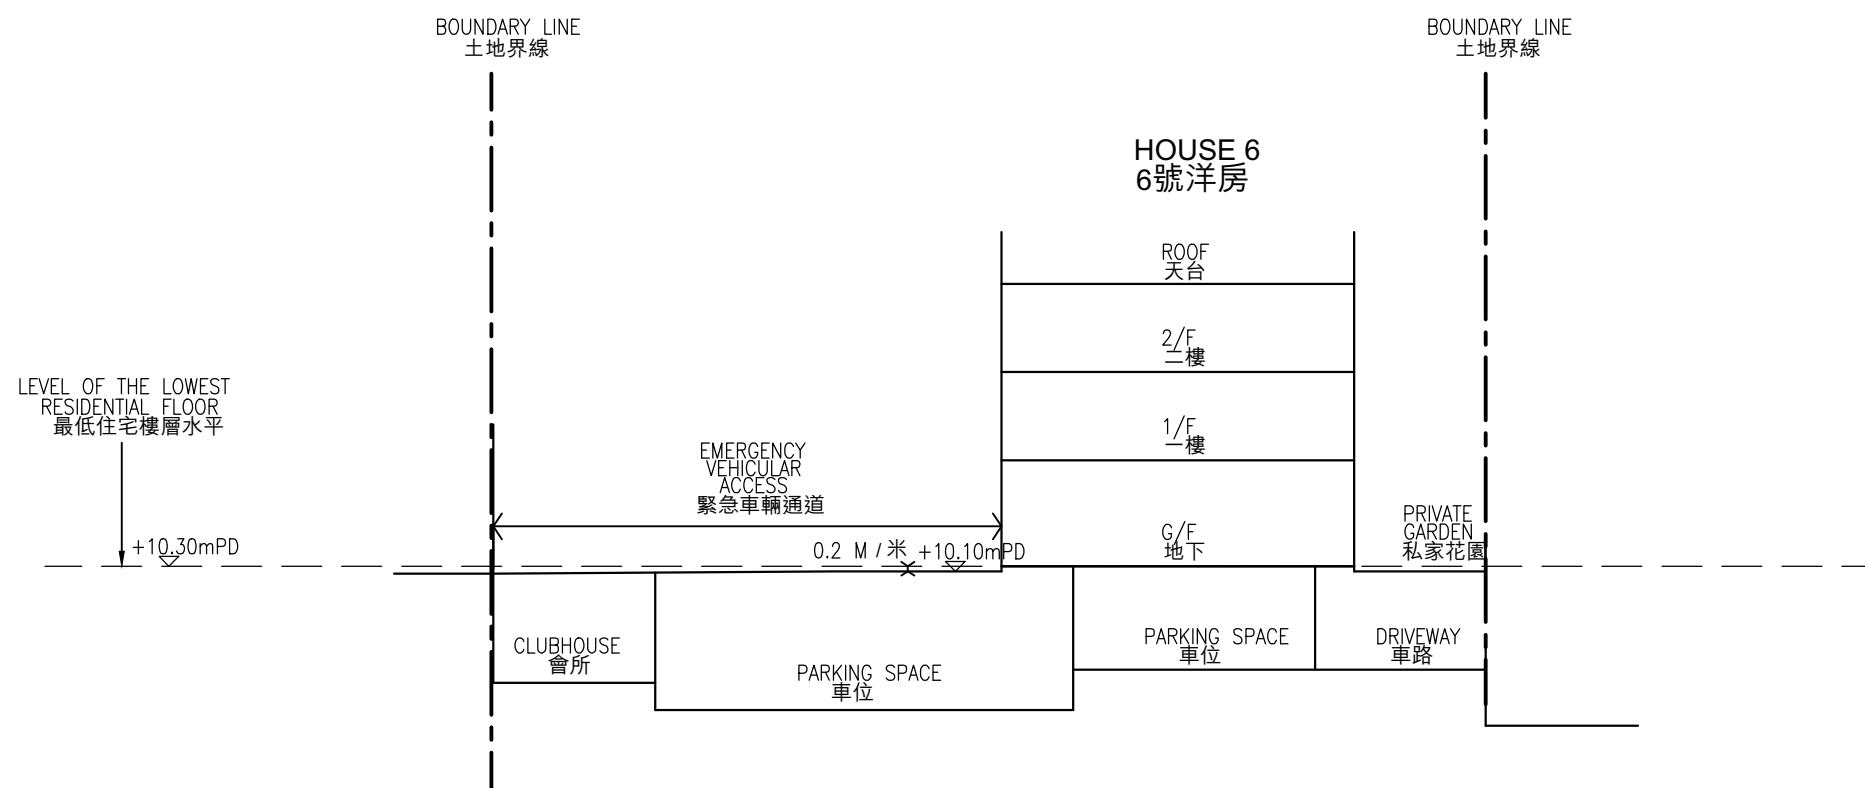 BOUNDARY LINE
土地界線
BOUNDARY LINE
土地界線
HOUSE 6
6號洋房
ROOF
天台
2/F
二樓
1/F
一樓
LEVEL OF THE LOWEST
RESIDENTIAL FLOOR
最低住宅樓層水平
EMERGENCY
VEHICULAR
ACCESS
緊急車輛通道
+10.30mPD
0.2 M / 米
+10.10mPD
G/F
地下
PRIVATE
GARDEN
私家花園
CLUBHOUSE
會所
PARKING SPACE
車位
PARKING SPACE
車位
DRIVEWAY
車路